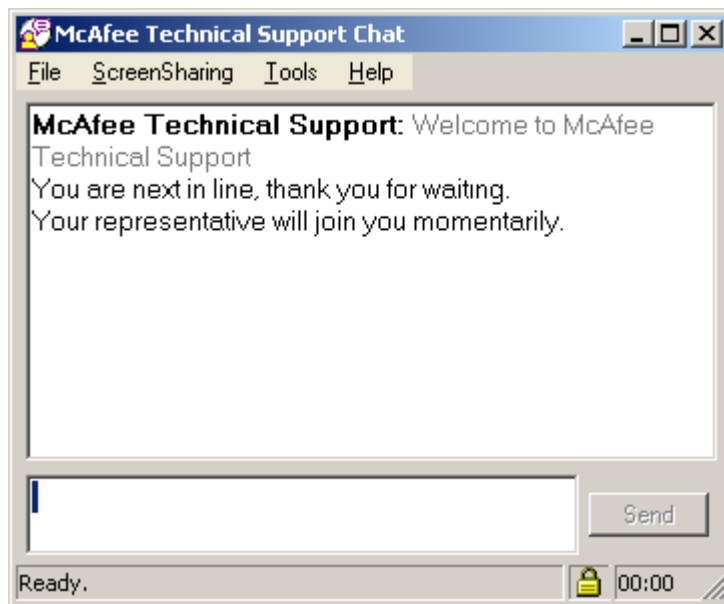 McAfee Technical Support Chat
File ScreenSharing Tools Help
McAfee Technical Support: Welcome to McAfee
Technical Support
You are next in line, thank you for waiting.
Your representative will join you momentarily.
Send
Ready. 00:00